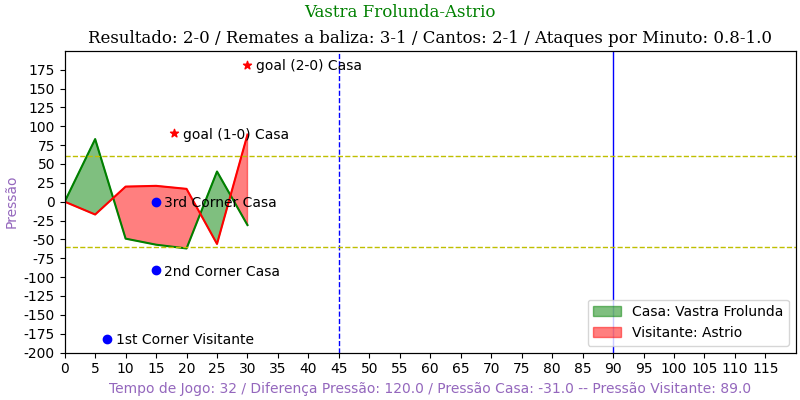 Vastra Frolunda-Astrio
Resultado: 2-0 / Remates a baliza: 3-1 / Cantos: 2-1 / Ataques por Minuto: 0.8-1.0
Pressão
175
150
125
100
75
50
25
0
-25
-50
-75
-100
-125
-150
-175
-200
goal (2-0) Casa
goal (1-0) Casa
3rd Corner Casa
2nd Corner Casa
1st Corner Visitante
Casa: Vastra Frolunda
Visitante: Astrio
0 5 10 15 20 25 30 35 40 45 50 55 60 65 70 75 80 85 90 95 100 105 110 115
Tempo de Jogo: 32 / Diferença Pressão: 120.0 / Pressão Casa: -31.0 -- Pressão Visitante: 89.0